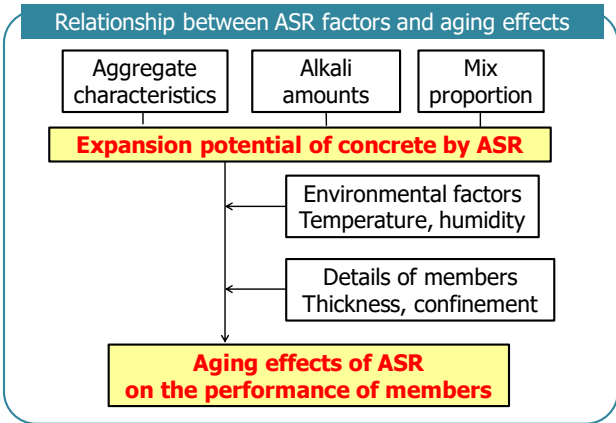 Relationship between ASR factors and aging effects
Aggregate
characteristics
Alkali
amounts
Mix
proportion
Expansion potential of concrete by ASR
Environmental factors
Temperature, humidity
Details of members
Thickness, confinement
Aging effects of ASR
on the performance of members